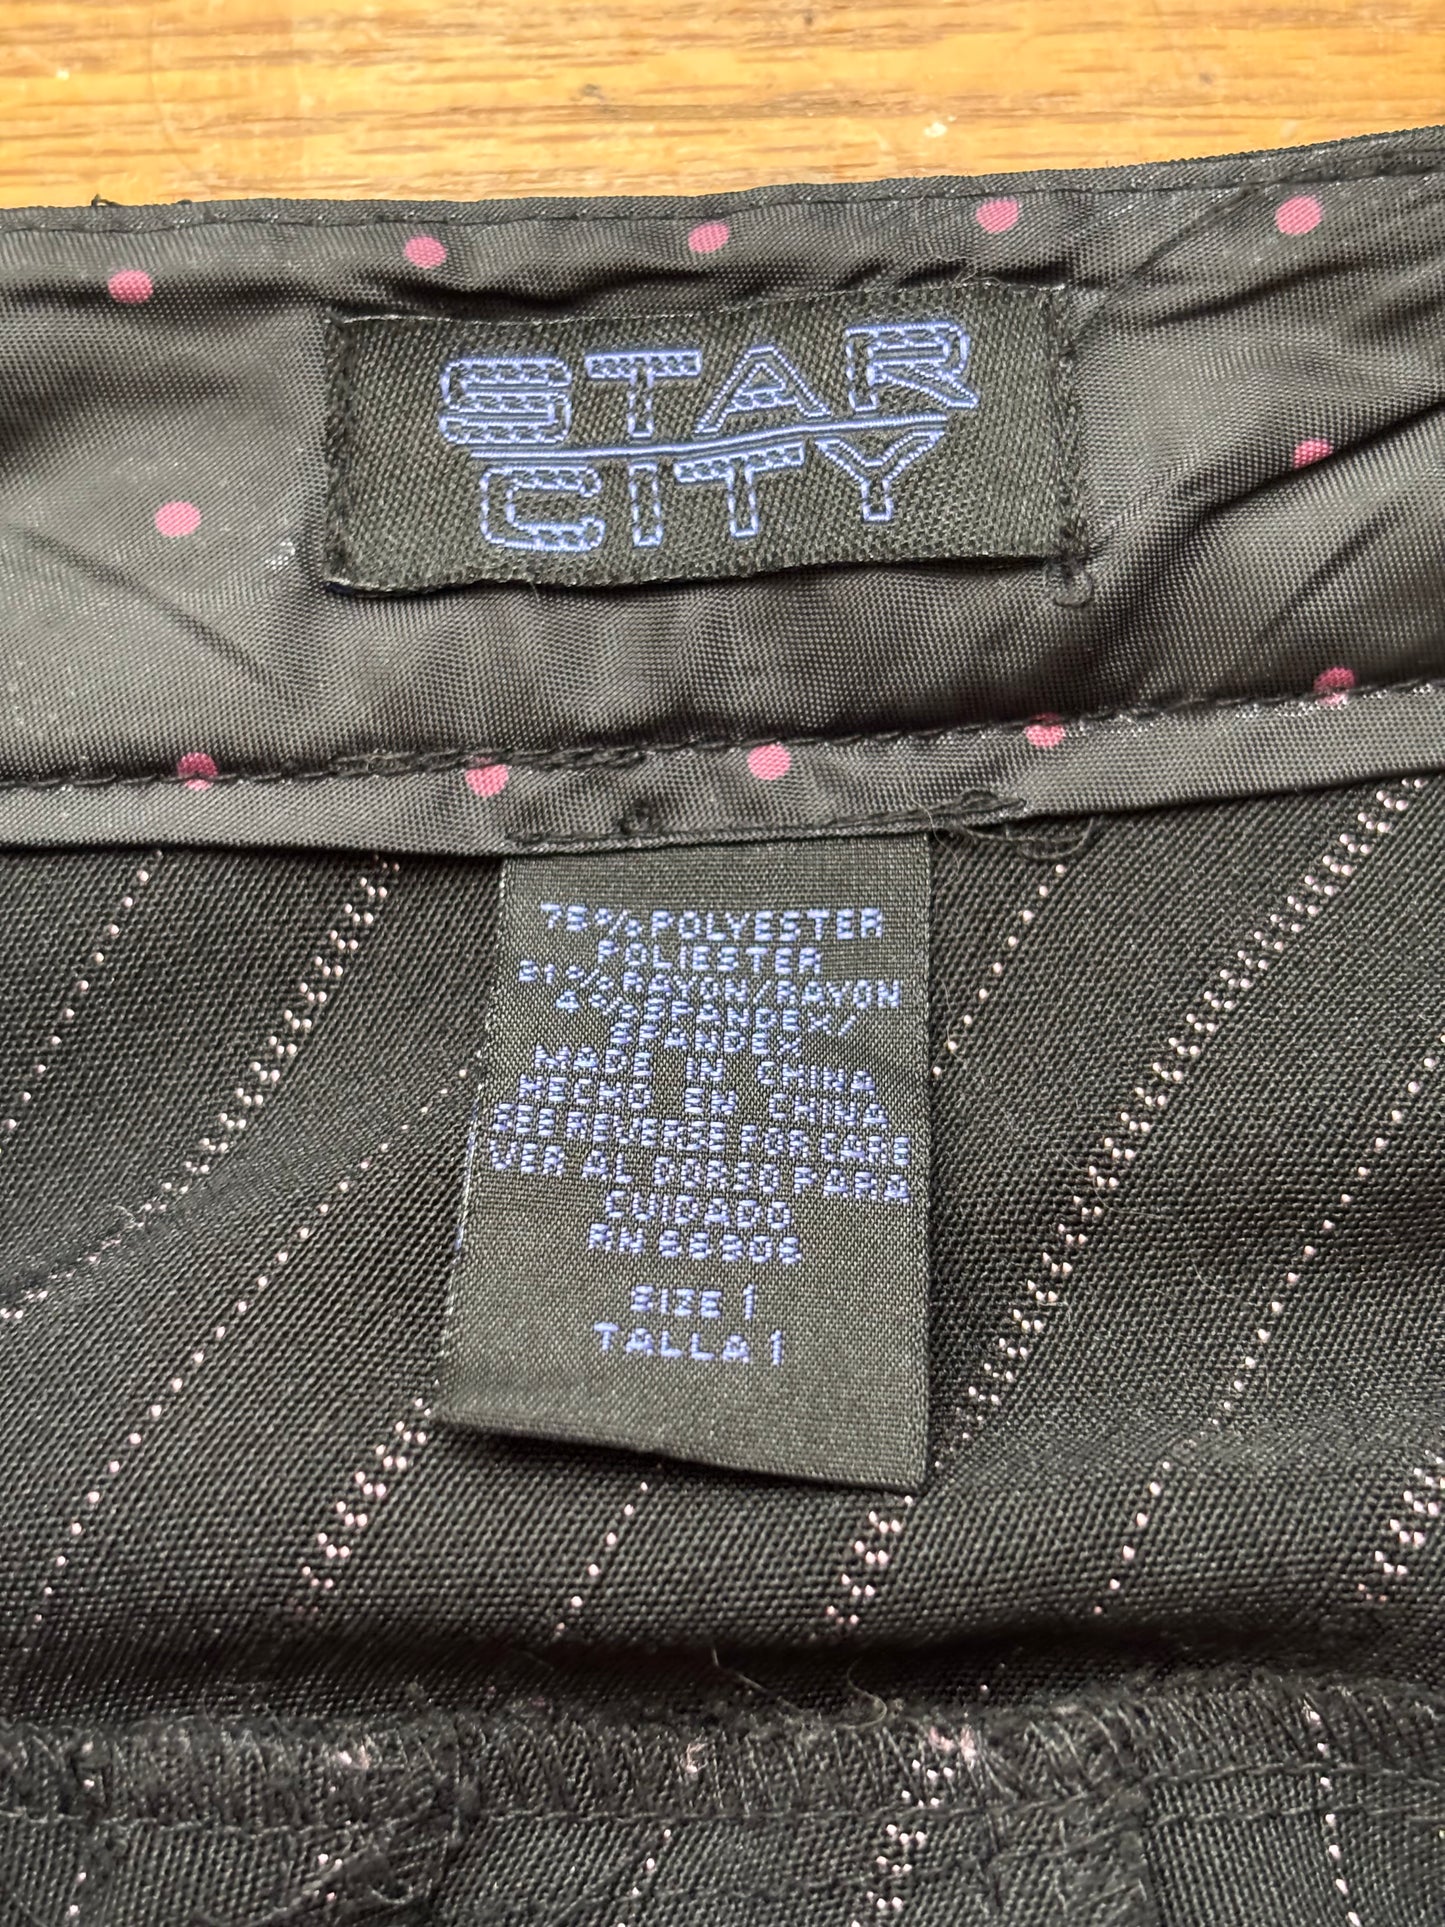 STAR
CITY
75% POLYESTER
POLIESTER
21% RAYON/RAYON
4% SPANDEX/
SPANDEX
MADE IN CHINA
HECHO EN CHINA
SEE REVERSE FOR CARE
VER AL DORSO PARA
CUIDADO
RN
SIZE 1
TALLA 1